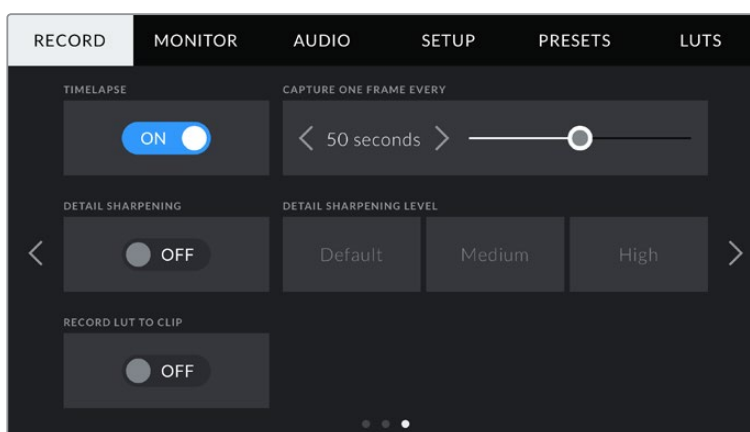 RECORD MONITOR AUDIO SETUP PRESETS LUTS
TIMELAPSE CAPTURE ONE FRAME EVERY
ON 50 seconds
DETAIL SHARPENING DETAIL SHARPENING LEVEL
OFF Default Medium High
RECORD LUT TO CLIP
OFF